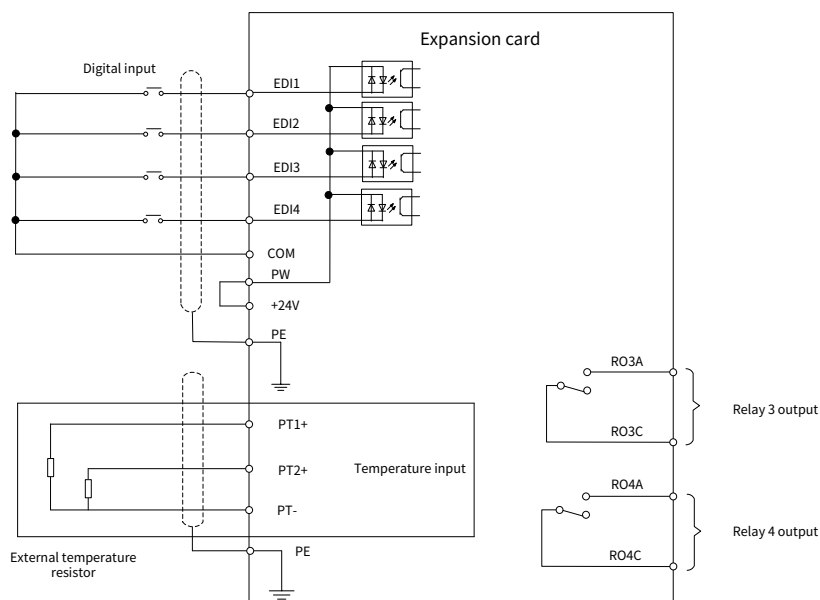 Expansion card
Digital input
EDI1
EDI2
EDI3
EDI4
COM
PW
+24V
PE
RO3A
RO3C
Relay 3 output
PT1+
PT2+
Temperature input
PT-
RO4A
RO4C
Relay 4 output
External temperature
resistor
PE